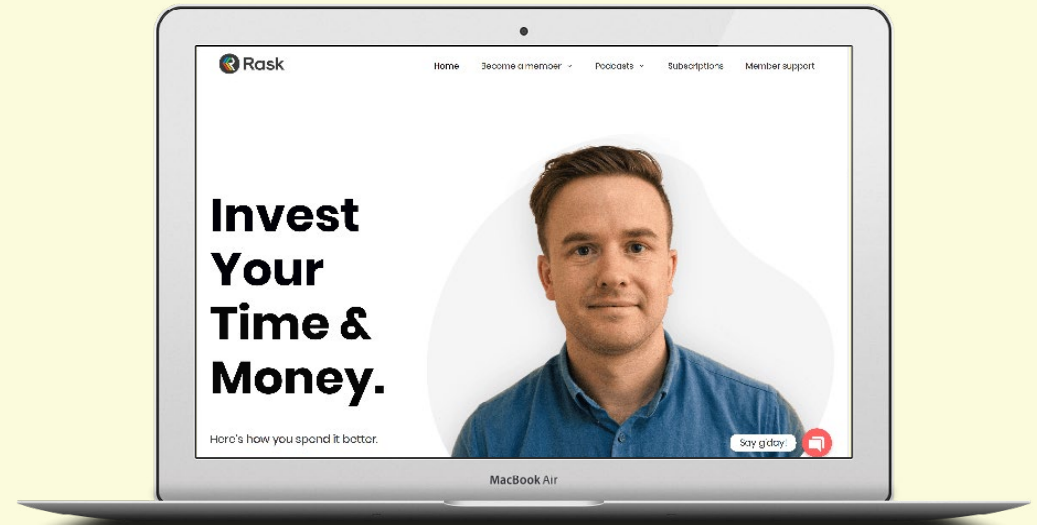 Rask
Home Become a member Podcasts Subscriptions Member support
Invest
Your
Time &
Money.
Here's how you spend it better.
Say g'day!
MacBook Air